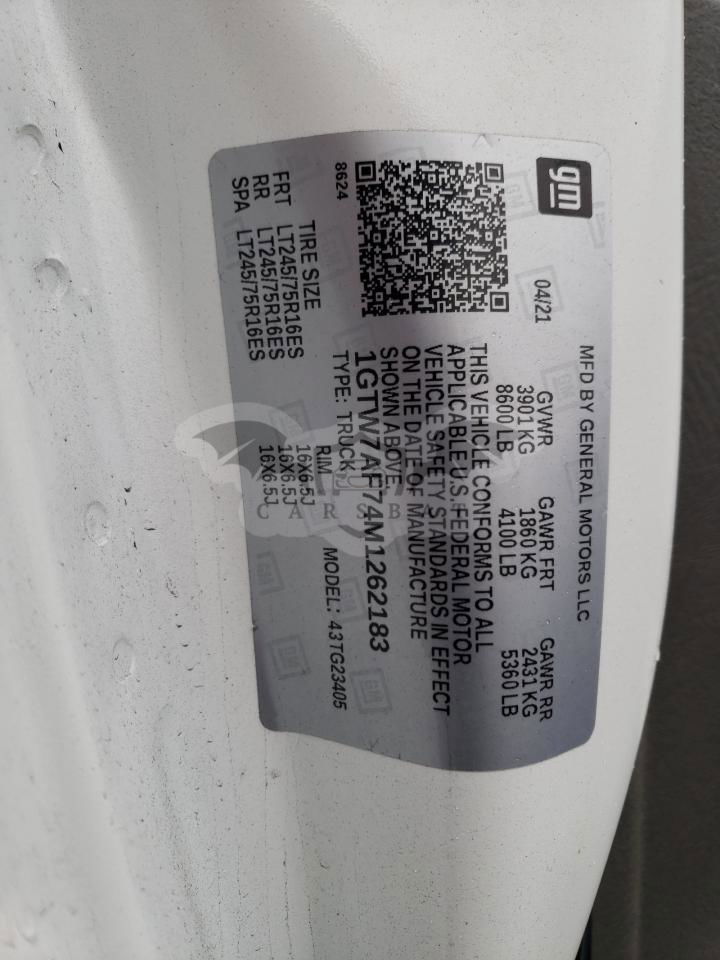 gm
MFD BY GENERAL MOTORS LLC
04/21
GVWR GAWR FRT GAWR RR
3901 KG 1860 KG 2431 KG
8600 LB 4100 LB 5360 LB
THIS VEHICLE CONFORMS TO ALL
APPLICABLE U.S. FEDERAL MOTOR
VEHICLE SAFETY STANDARDS IN EFFECT
ON THE DATE OF MANUFACTURE
SHOWN ABOVE.
1GTW7AF74M1262183
TYPE: TRUCK MODEL: 43TG23405
8624
TIRE SIZE RIM
FRT LT245/75R16ES 16X6.5J
RR LT245/75R16ES 16X6.5J
SPA LT245/75R16ES 16X6.5J